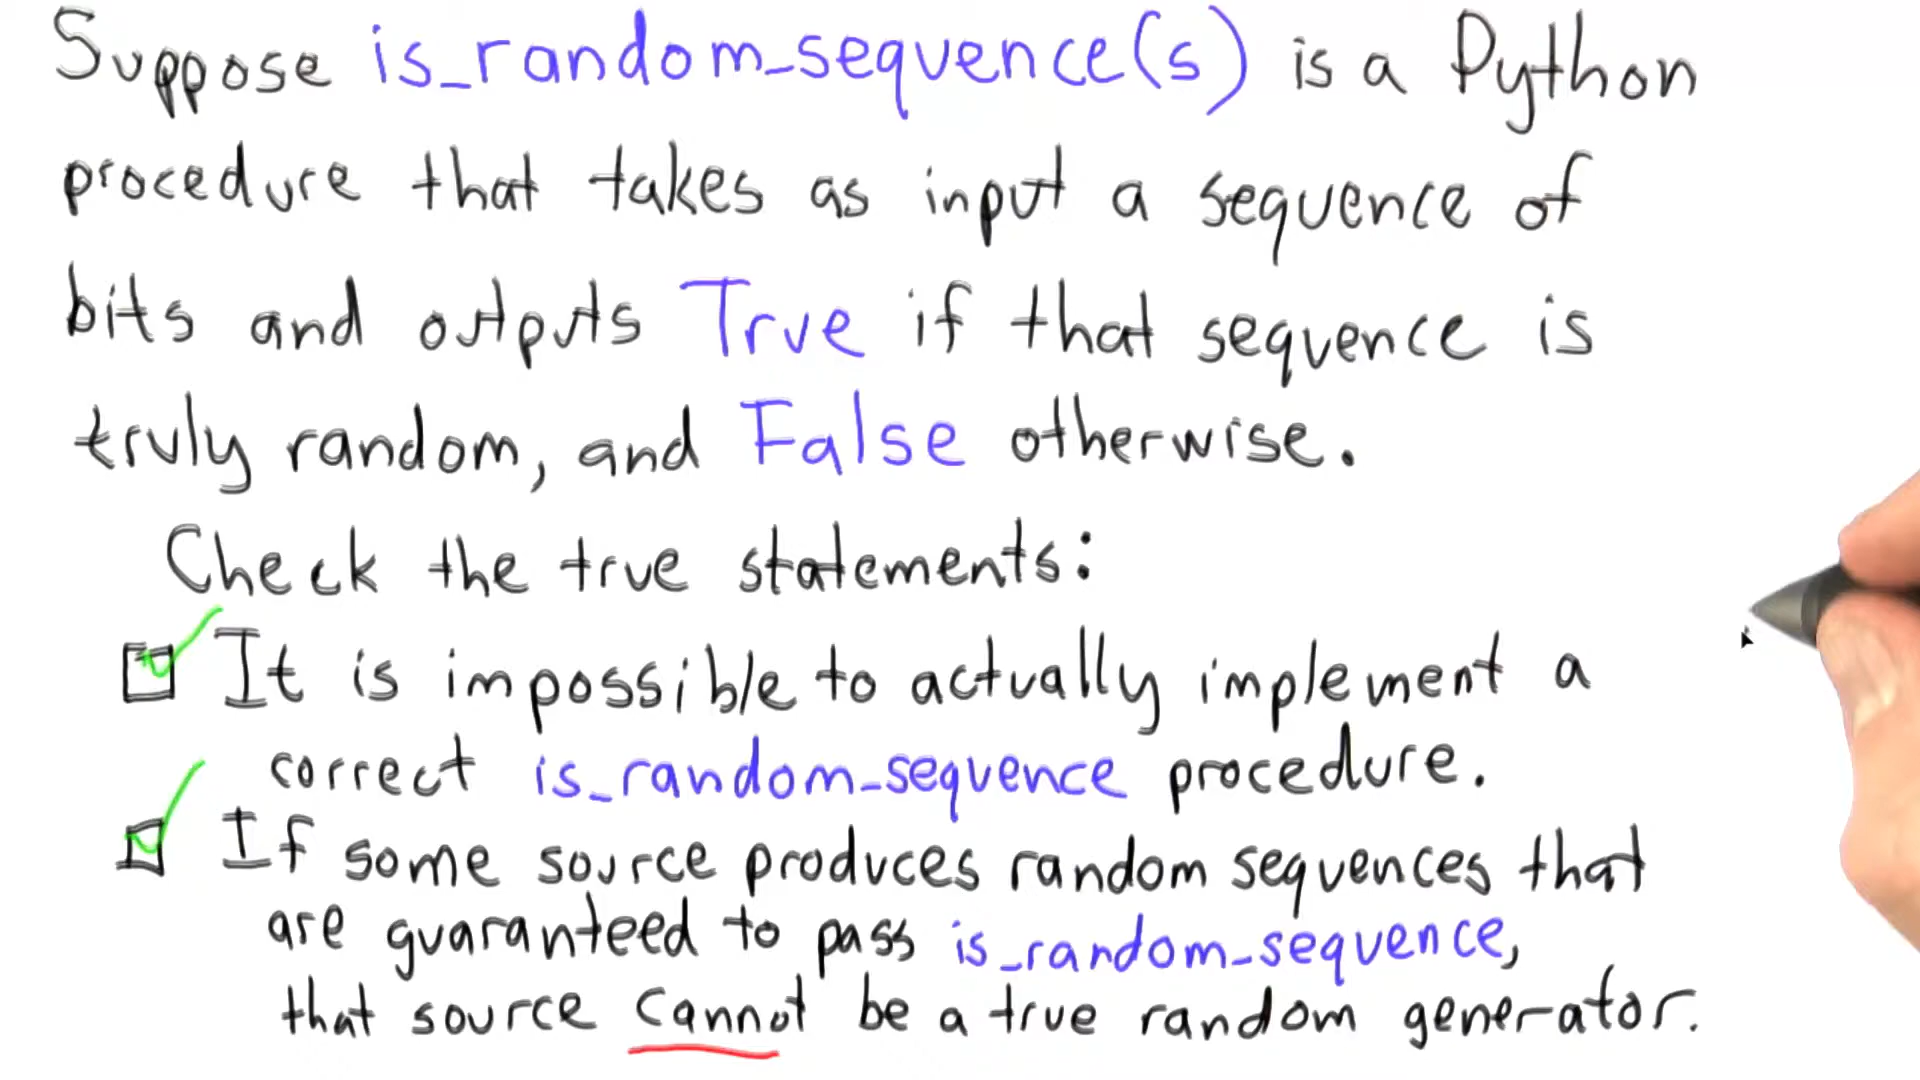 Suppose is_random_sequence(s) is a Python
procedure that takes as input a sequence of
bits and outputs True if that sequence is
truly random, and False otherwise.
Check the true statements:
It is impossible to actually implement a
correct is_random_sequence procedure.
If some source produces random sequences that
are guaranteed to pass is_random_sequence,
that source cannot be a true random generator.